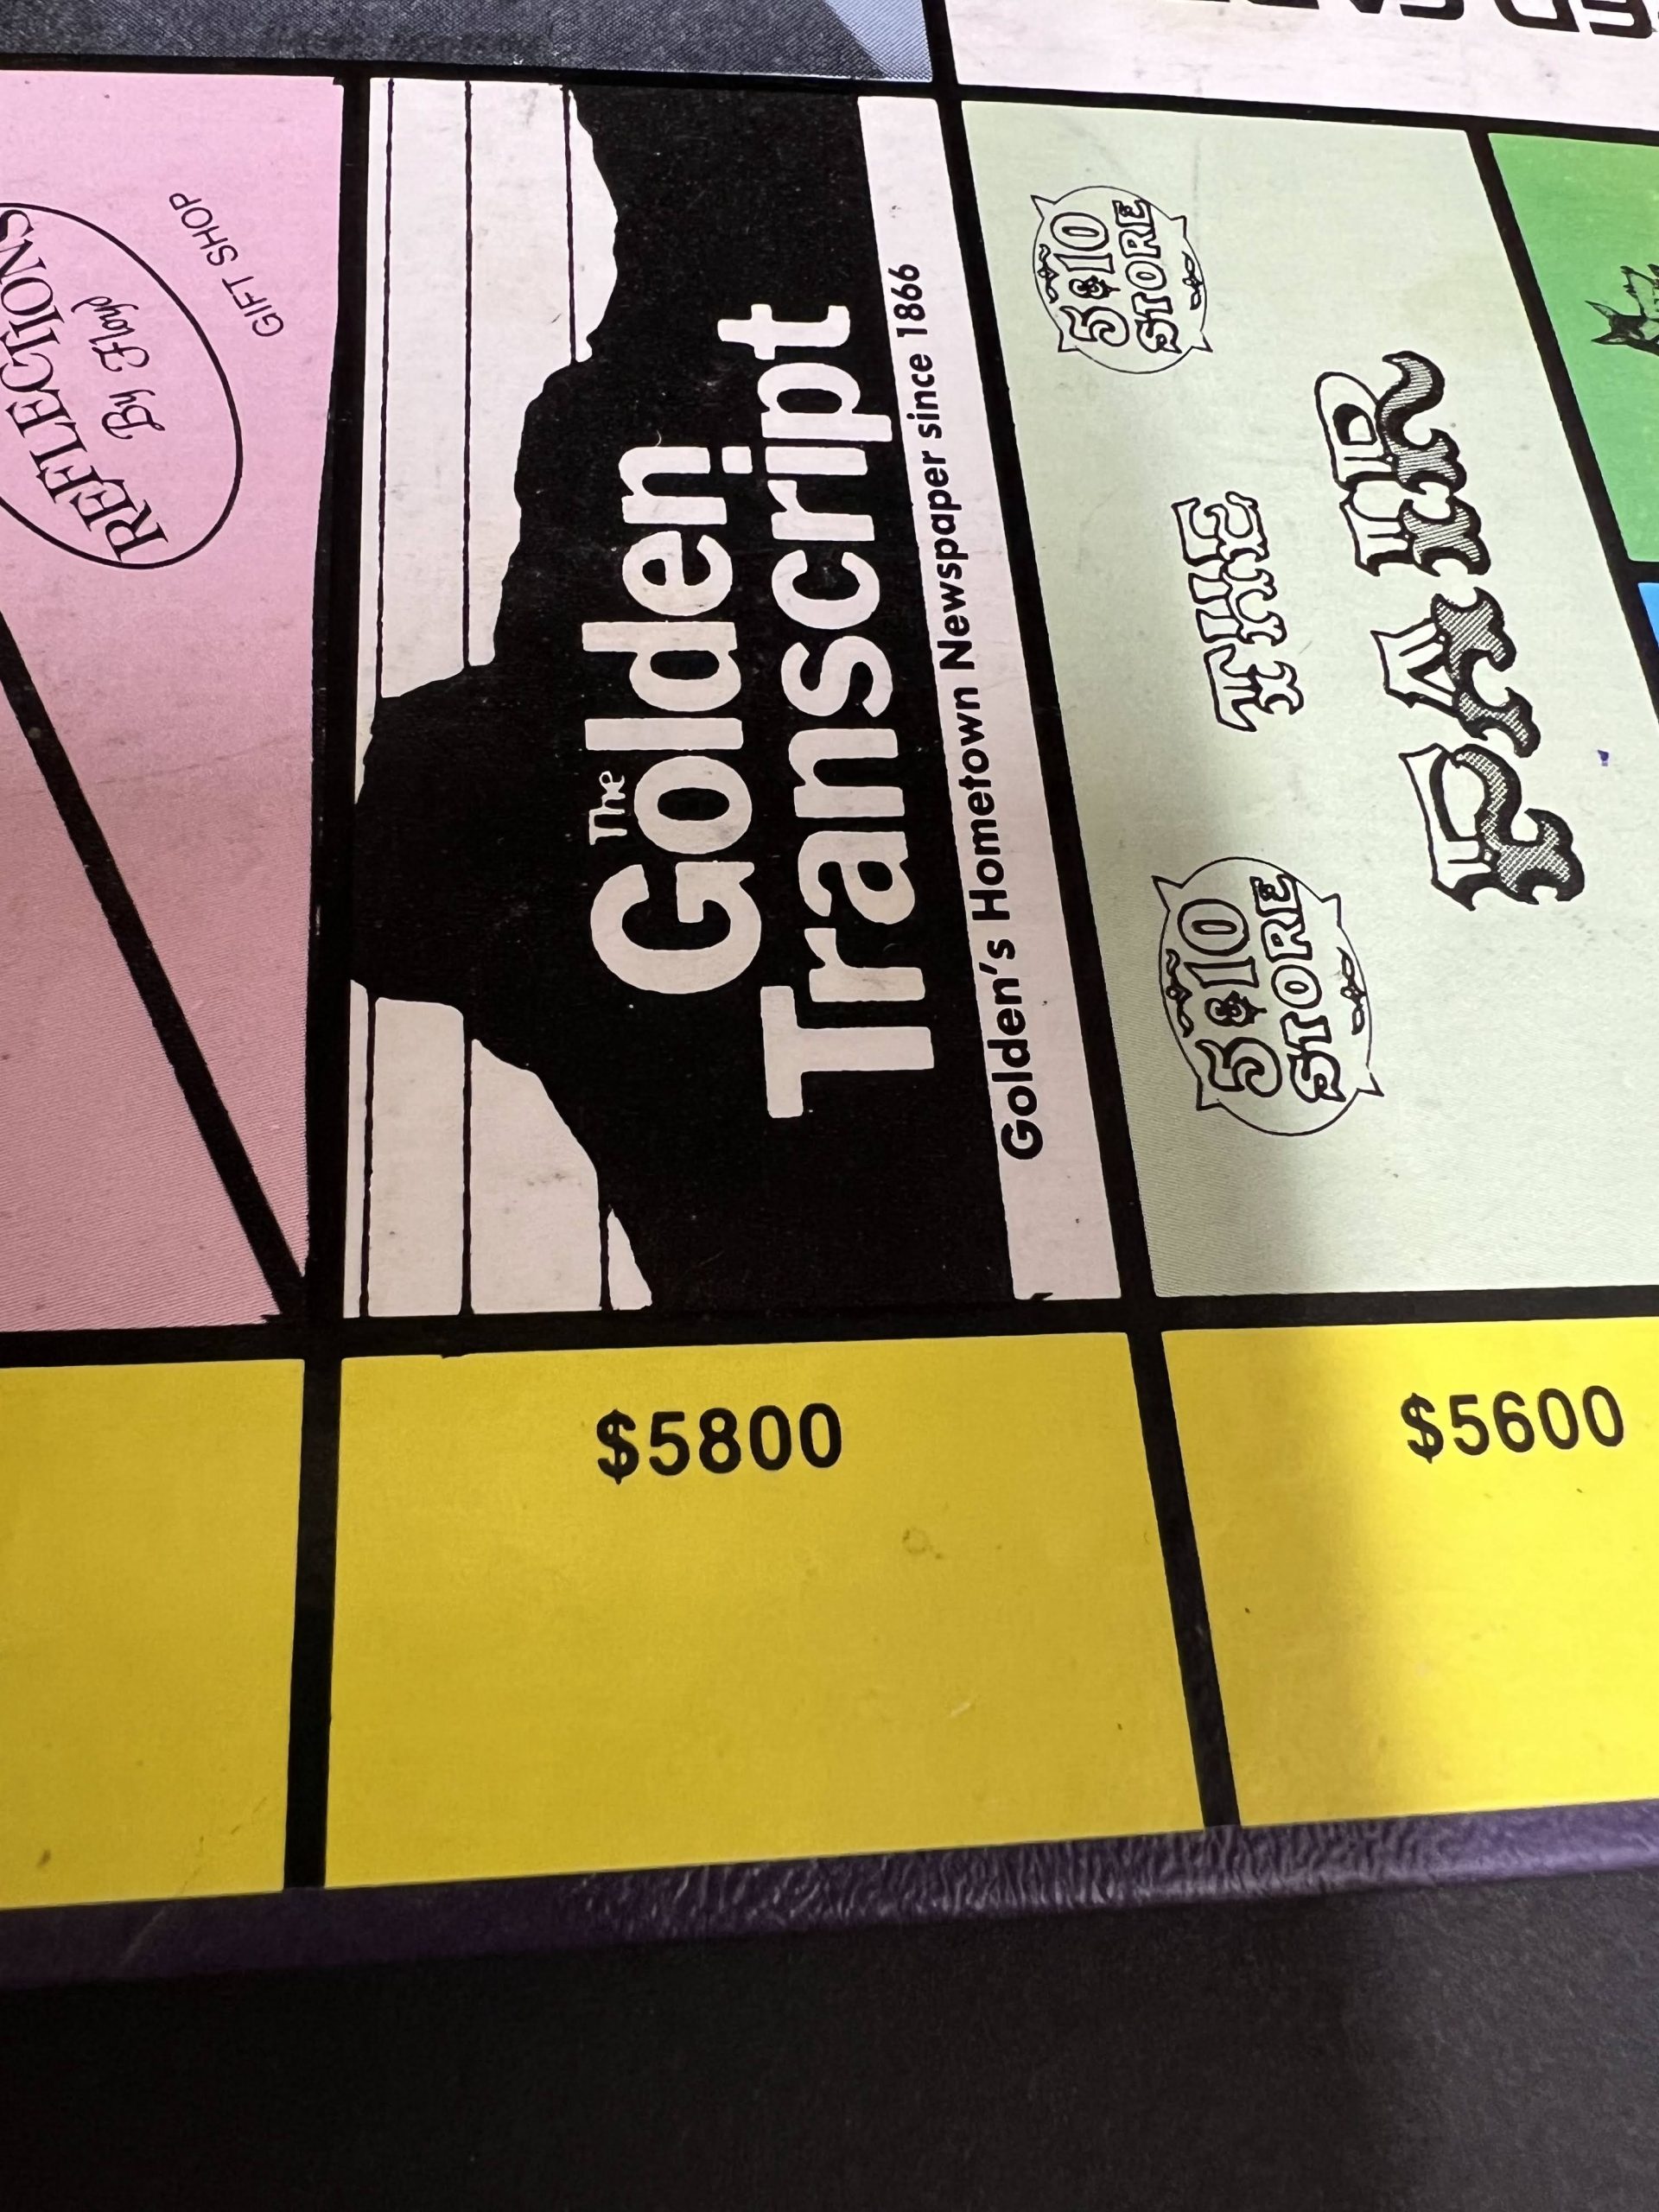 REFLECTIONS
By Floyd
GIFT SHOP
The
Golden
Transcript
Golden's Hometown Newspaper since 1866
5&10
STORE
THE
FAIR
5&10
STORE
$5800
$5600